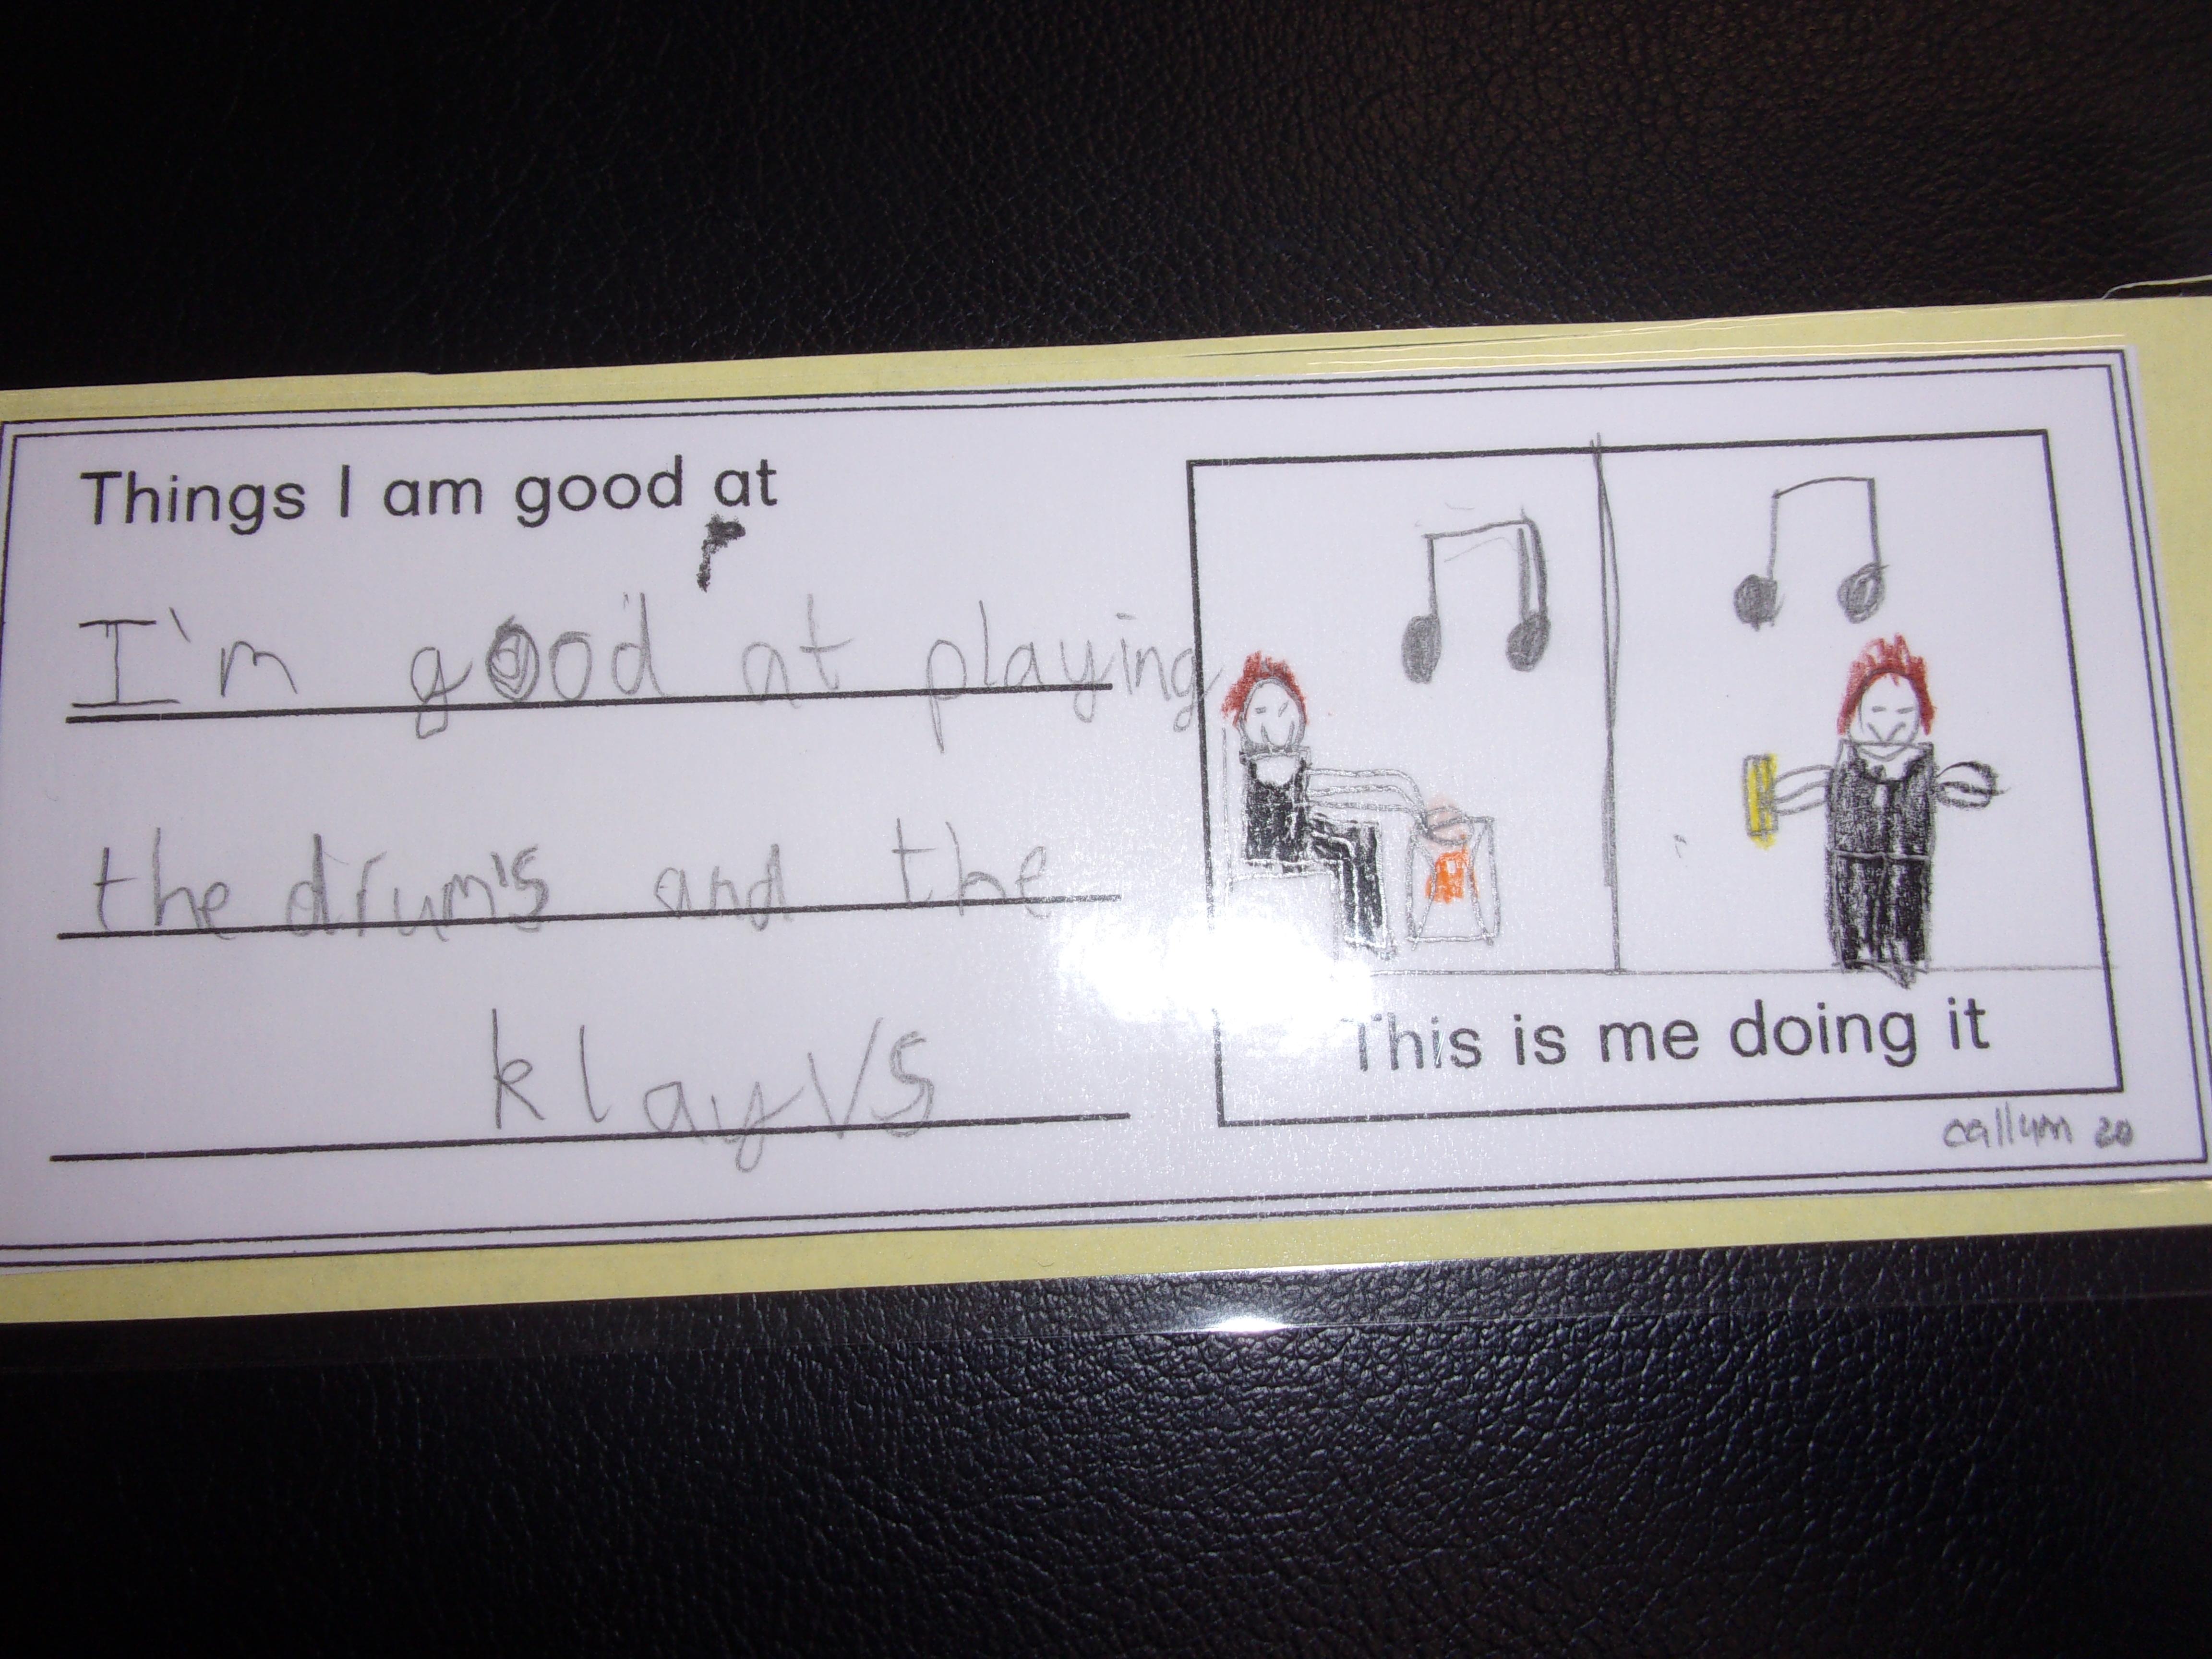 Things I am good at
I'm good at playing
the drum's and the
klayvs
This is me doing it
callum 20